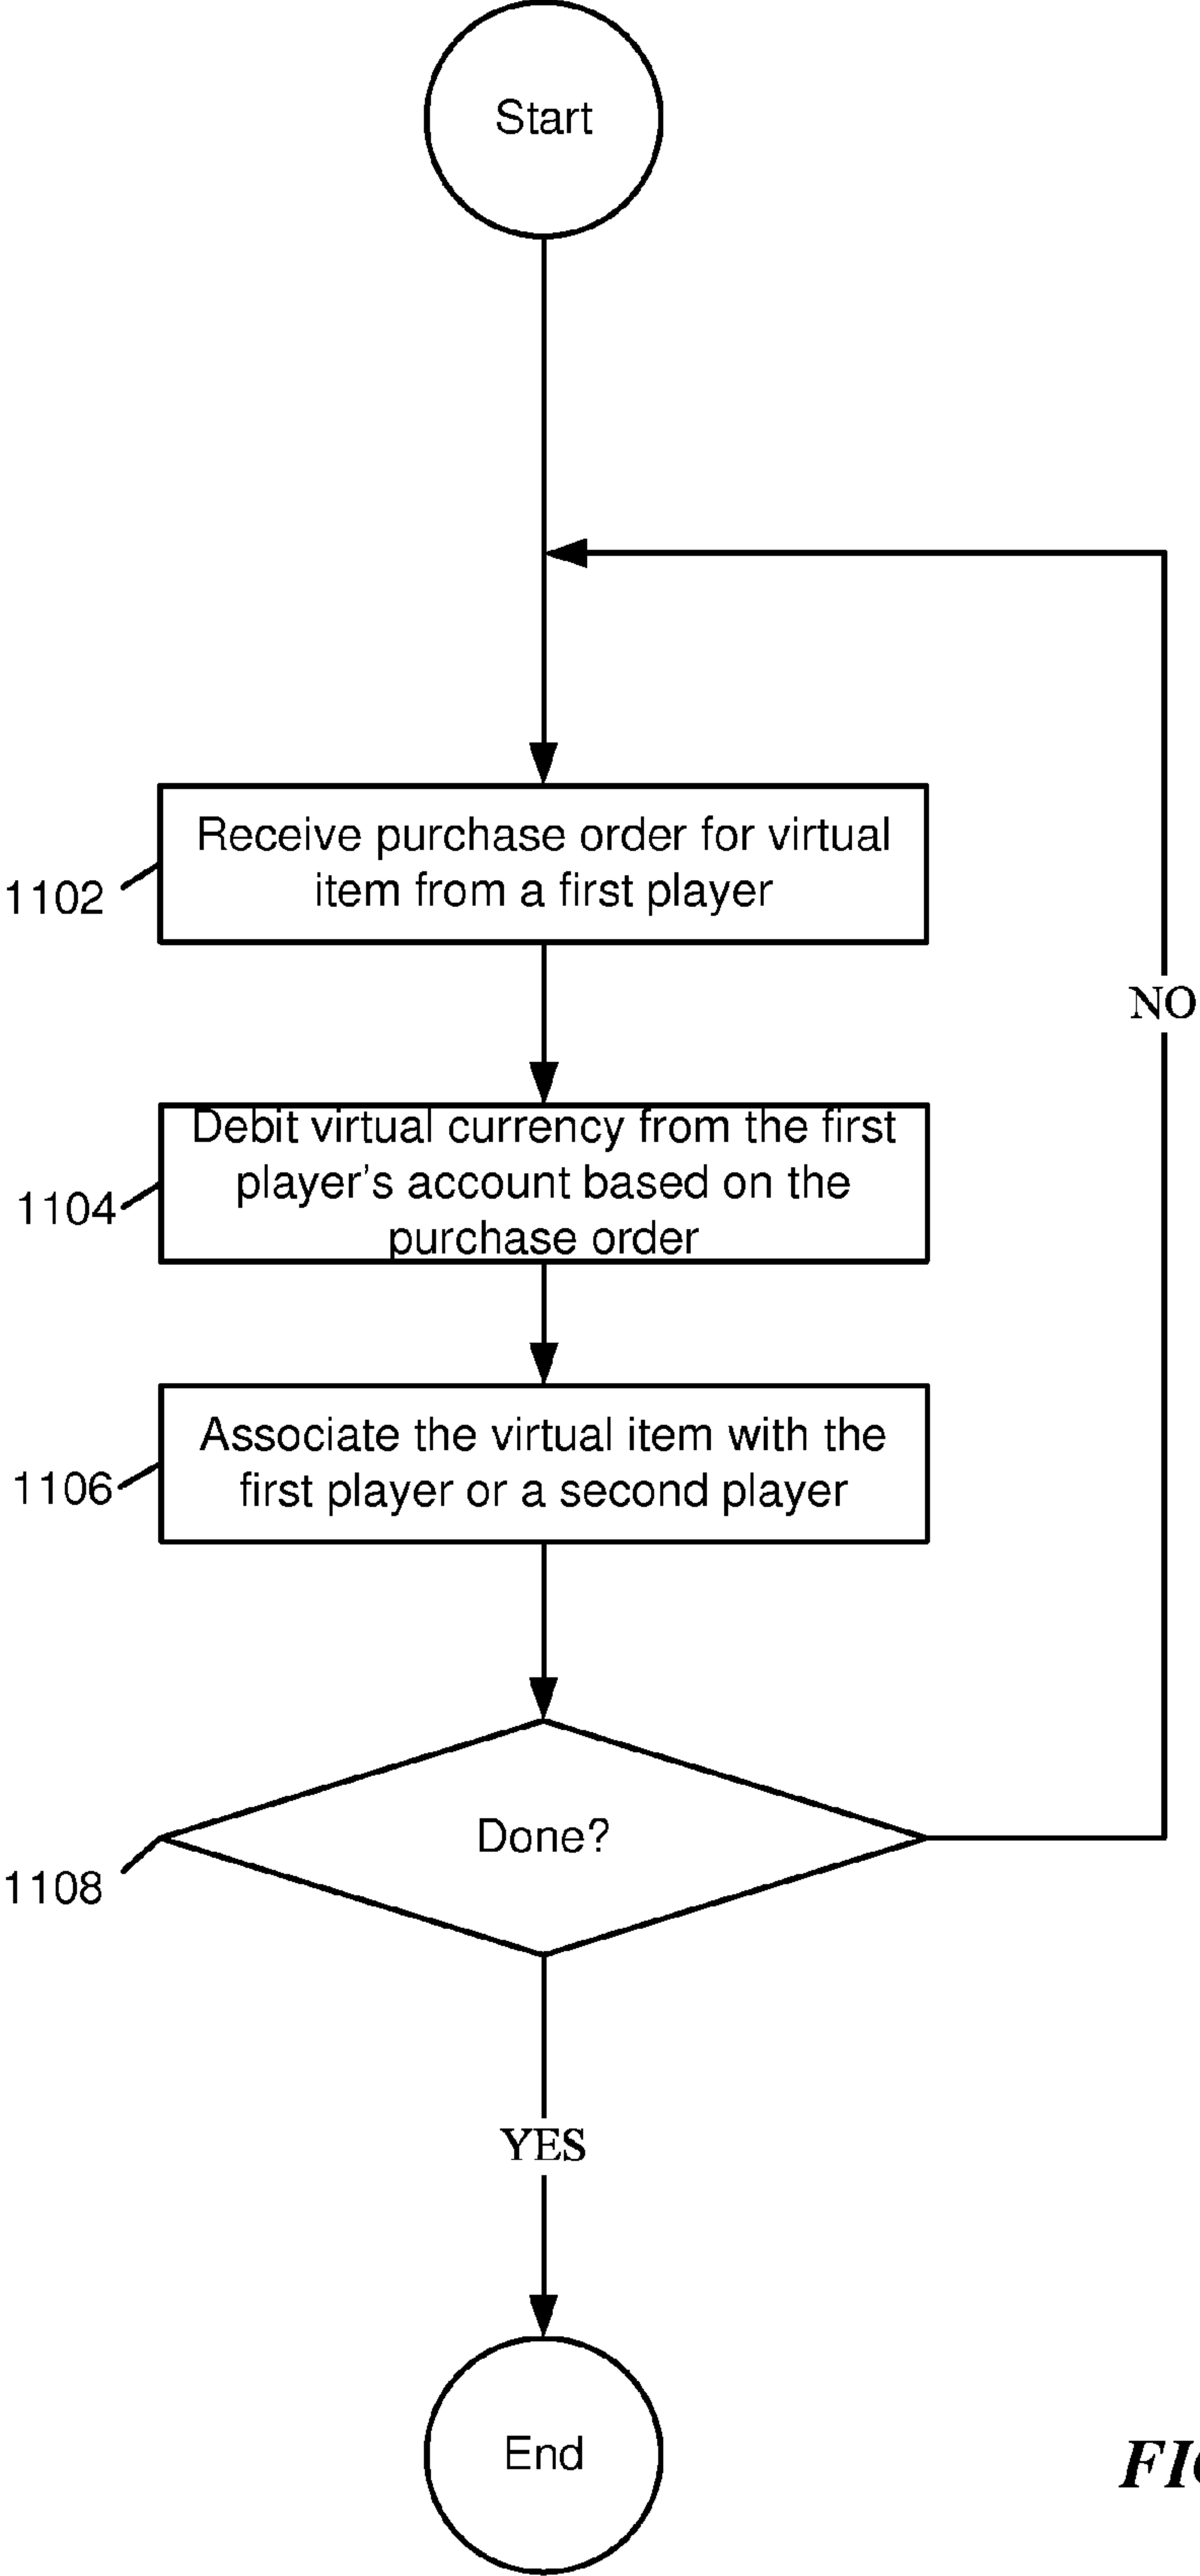 Start
Receive purchase order for virtual
item from a first player
1102
NO
Debit virtual currency from the first
player's account based on the
purchase order
1104
Associate the virtual item with the
first player or a second player
1106
Done?
1108
YES
End